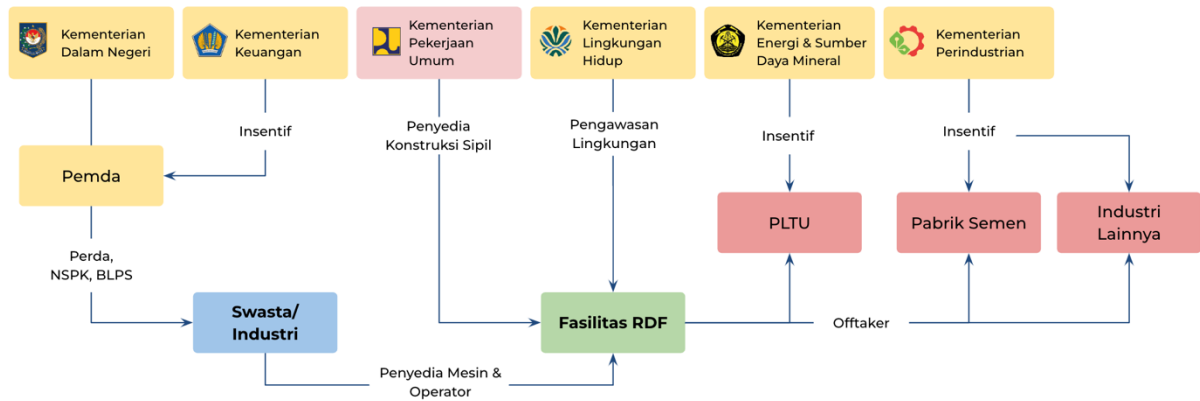 Kementerian
Dalam Negeri
Kementerian
Keuangan
Kementerian
Pekerjaan
Umum
Kementerian
Lingkungan
Hidup
Kementerian
Energi & Sumber
Daya Mineral
Kementerian
Perindustrian
Insentif
Penyedia
Konstruksi Sipil
Pengawasan
Lingkungan
Insentif
Insentif
Pemda
PLTU
Pabrik Semen
Industri
Lainnya
Perda,
NSPK, BLPS
Swasta/
Industri
Fasilitas RDF
Offtaker
Penyedia Mesin &
Operator